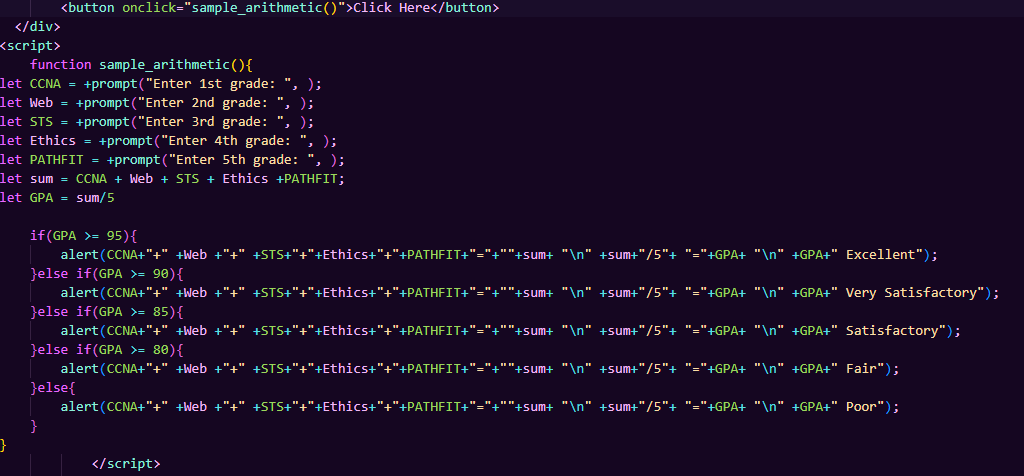 <button onclick="sample_arithmetic()">Click Here</button>
</div>
<script>
function sample_arithmetic(){
let CCNA = +prompt("Enter 1st grade: ", );
let Web = +prompt("Enter 2nd grade: ", );
let STS = +prompt("Enter 3rd grade: ", );
let Ethics = +prompt("Enter 4th grade: ", );
let PATHFIT = +prompt("Enter 5th grade: ", );
let sum = CCNA + Web + STS + Ethics +PATHFIT;
let GPA = sum/5
if(GPA >= 95){
alert(CCNA+"+" +Web +"+" +STS+"+"+Ethics+"+"+PATHFIT+"="+""+sum+ "\n" +sum+"/5"+ "="+GPA+ "\n" +GPA+" Excellent");
}else if(GPA >= 90){
alert(CCNA+"+" +Web +"+" +STS+"+"+Ethics+"+"+PATHFIT+"="+""+sum+ "\n" +sum+"/5"+ "="+GPA+ "\n" +GPA+" Very Satisfactory");
}else if(GPA >= 85){
alert(CCNA+"+" +Web +"+" +STS+"+"+Ethics+"+"+PATHFIT+"="+""+sum+ "\n" +sum+"/5"+ "="+GPA+ "\n" +GPA+" Satisfactory");
}else if(GPA >= 80){
alert(CCNA+"+" +Web +"+" +STS+"+"+Ethics+"+"+PATHFIT+"="+""+sum+ "\n" +sum+"/5"+ "="+GPA+ "\n" +GPA+" Fair");
}else{
alert(CCNA+"+" +Web +"+" +STS+"+"+Ethics+"+"+PATHFIT+"="+""+sum+ "\n" +sum+"/5"+ "="+GPA+ "\n" +GPA+" Poor");
}
}
</script>